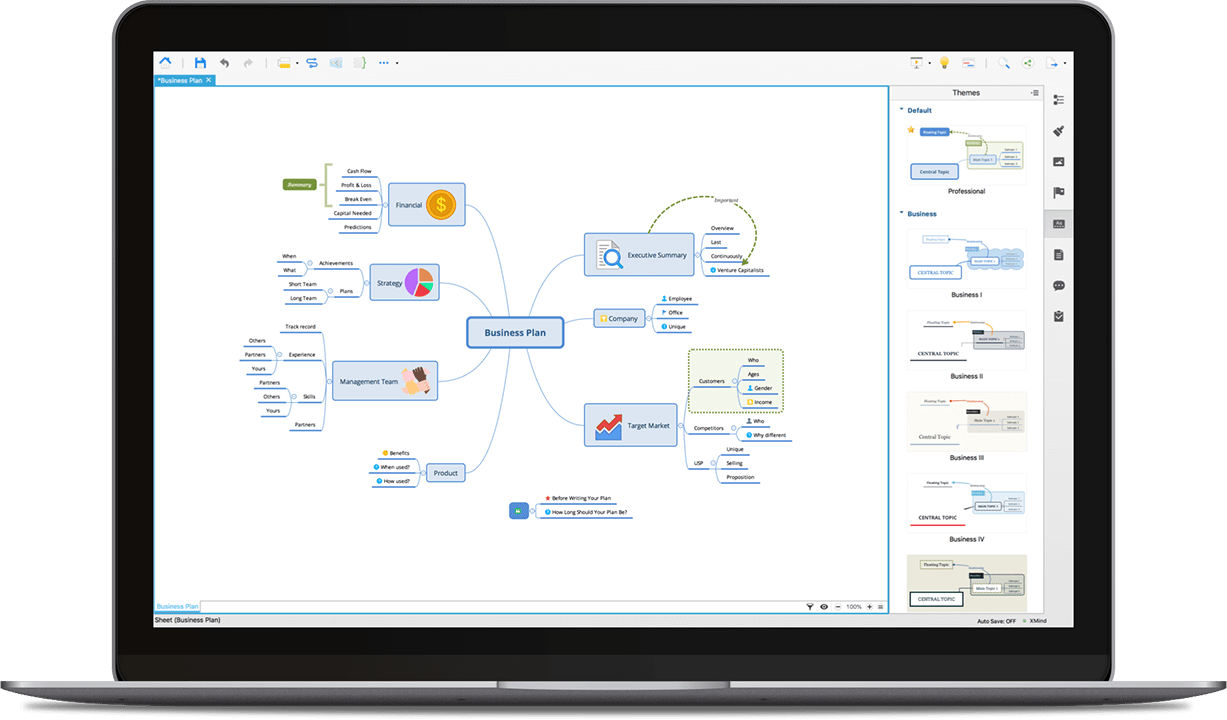 *Business Plan ×
Themes
Default
Floating Topic
Main Topic 1
Central Topic
Professional
Business
Floating Topic
MAIN TOPIC 1
CENTRAL TOPIC
Business I
Floating Topic
MAIN TOPIC 1
CENTRAL TOPIC
Business II
Floating Topic
Main Topic 1
Central Topic
Business III
Floating Topic
MAIN TOPIC 1
CENTRAL TOPIC
Business IV
Floating Topic
Main Topic 1
CENTRAL TOPIC
Business Plan
Financial
Summary
Cash Flow
Profit & Loss
Break Even
Capital Needed
Predictions
Strategy
Achievements
When
What
Plans
Short Team
Long Team
Management Team
Track record
Experience
Others
Partners
Yours
Skills
Partners
Others
Yours
Partners
Product
Benefits
When used?
How used?
Executive Summary
Important
Overview
Last
Continuously
Venture Capitalists
Company
Employee
Office
Unique
Target Market
Customers
Who
Ages
Gender
Income
Competitors
Who
Why different
USP
Unique
Selling
Proposition
Before Writing Your Plan
How Long Should Your Plan Be?
Business Plan
100%
Sheet (Business Plan)
Auto Save: OFF
XMind